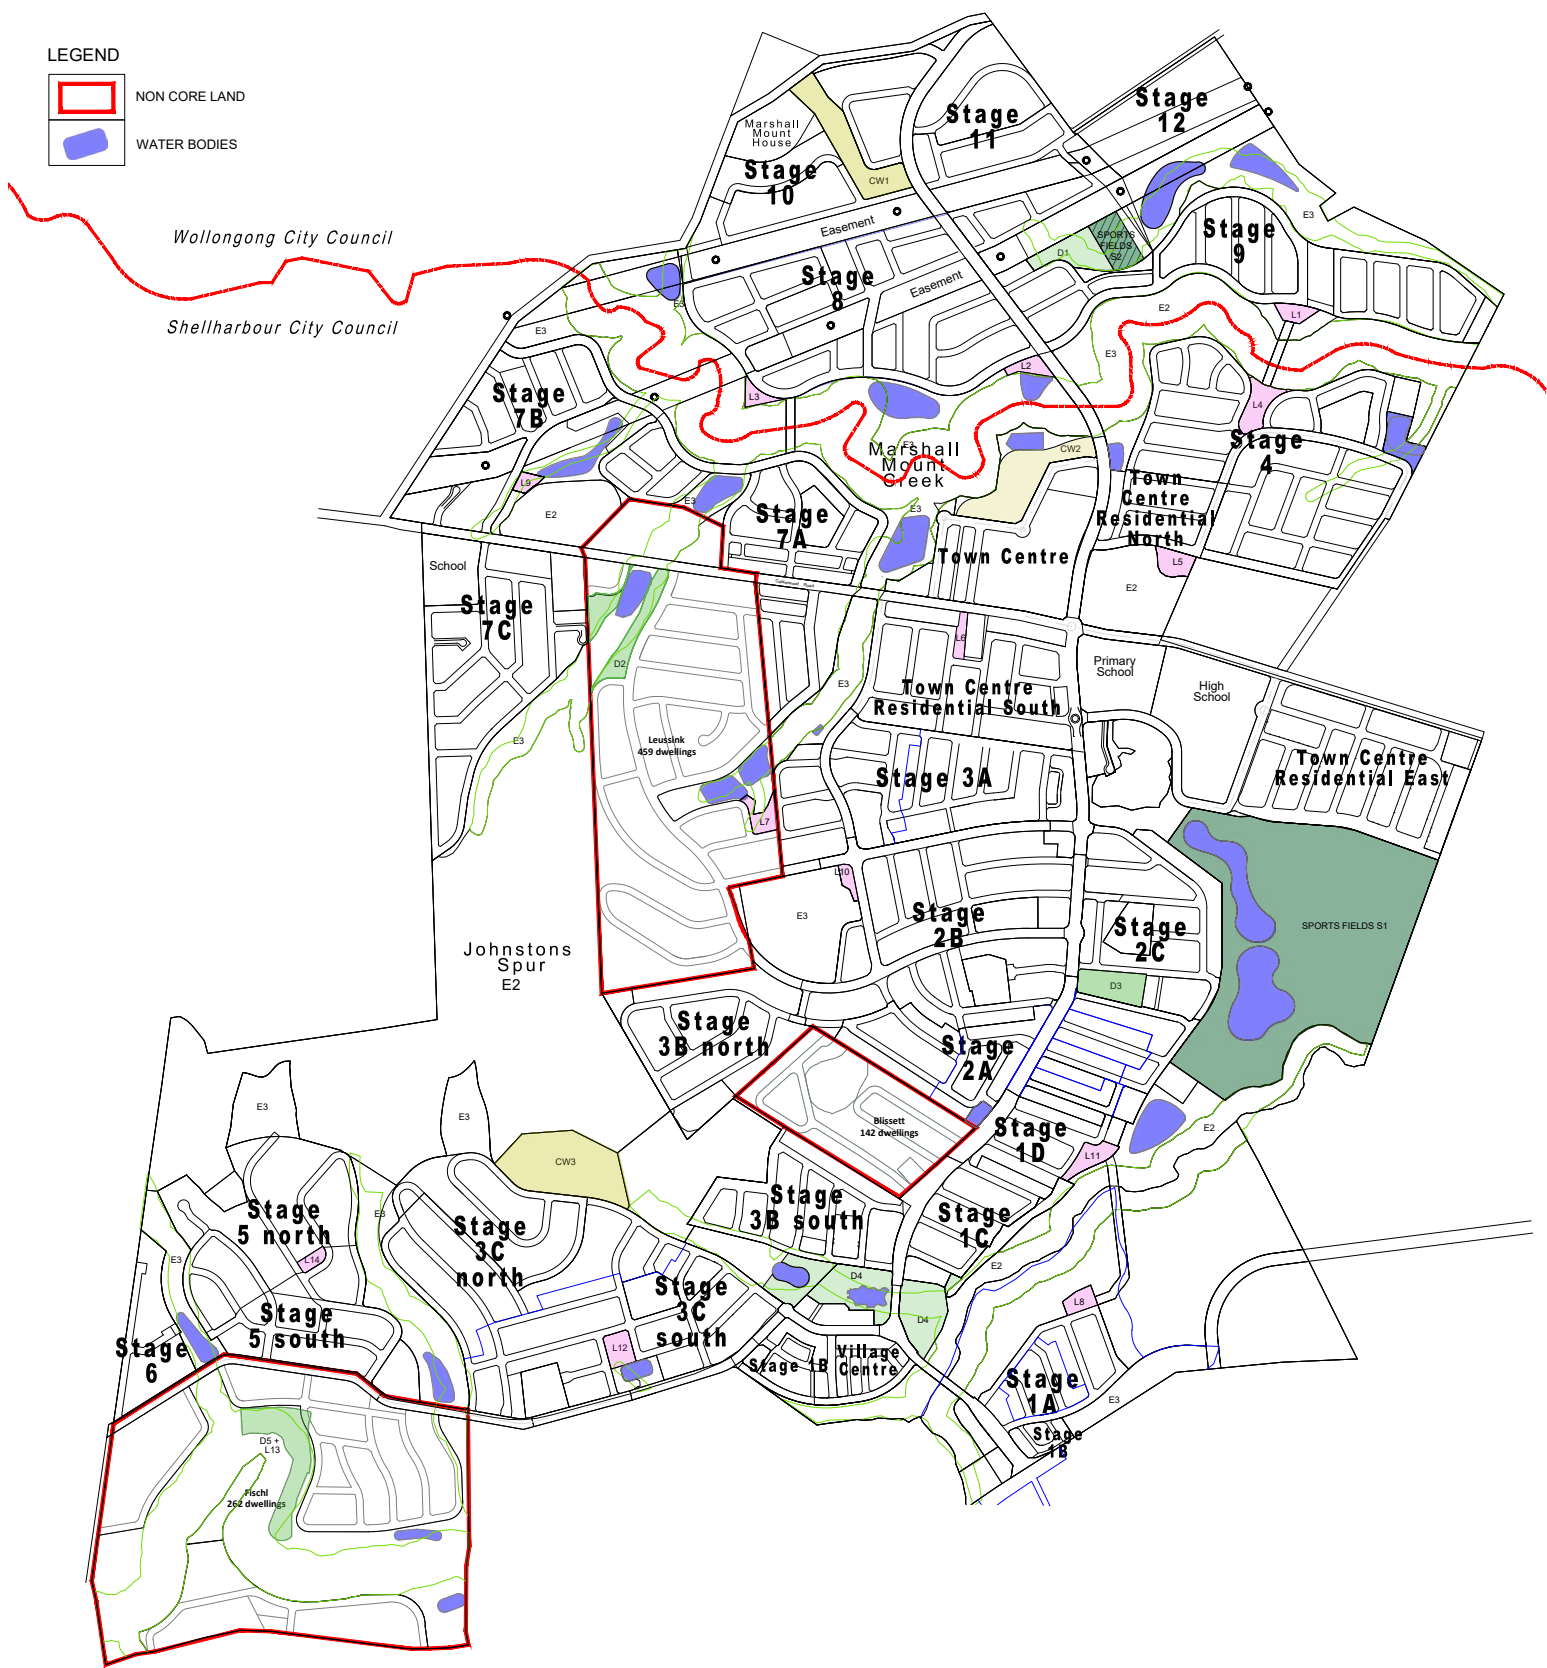 LEGEND
NON CORE LAND
WATER BODIES
Wollongong City Council
Shellharbour City Council
Stage
12
Stage
11
Marshall
Mount
House
Stage
10
CW1
Easement
SPORTS
FIELDS
S2
D1
Stage
9
E3
Stage
8
Easement
E3
E3
E2
L1
E3
L2
L3
Stage
7B
L4
Stage
4
E3
Marshall
Mount
Creek
CW2
Town
Centre
Residential
North
L9
E2
E3
Stage
7A
E3
Town Centre
L5
E2
School
Stage
7C
D2
L6
Primary
School
High
School
E3
Town Centre
Residential South
E3
Leussink
459 dwellings
Stage 3A
Town Centre
Residential East
L7
L10
E3
Stage
2B
Stage
2C
SPORTS FIELDS S1
Johnstons
Spur
E2
D3
Stage
3B north
Stage
2A
E3
E3
Blissett
142 dwellings
Stage
1D
E2
L11
CW3
Stage
5 north
E3
Stage
3C
north
Stage
3B south
Stage
1C
E3
L14
E2
D4
Stage
3C
south
L8
Stage
5 south
D4
Stage
6
L12
Stage 1B
Village
Centre
Stage
1A
E3
Stage
1B
D5 +
L13
Fischl
262 dwellings